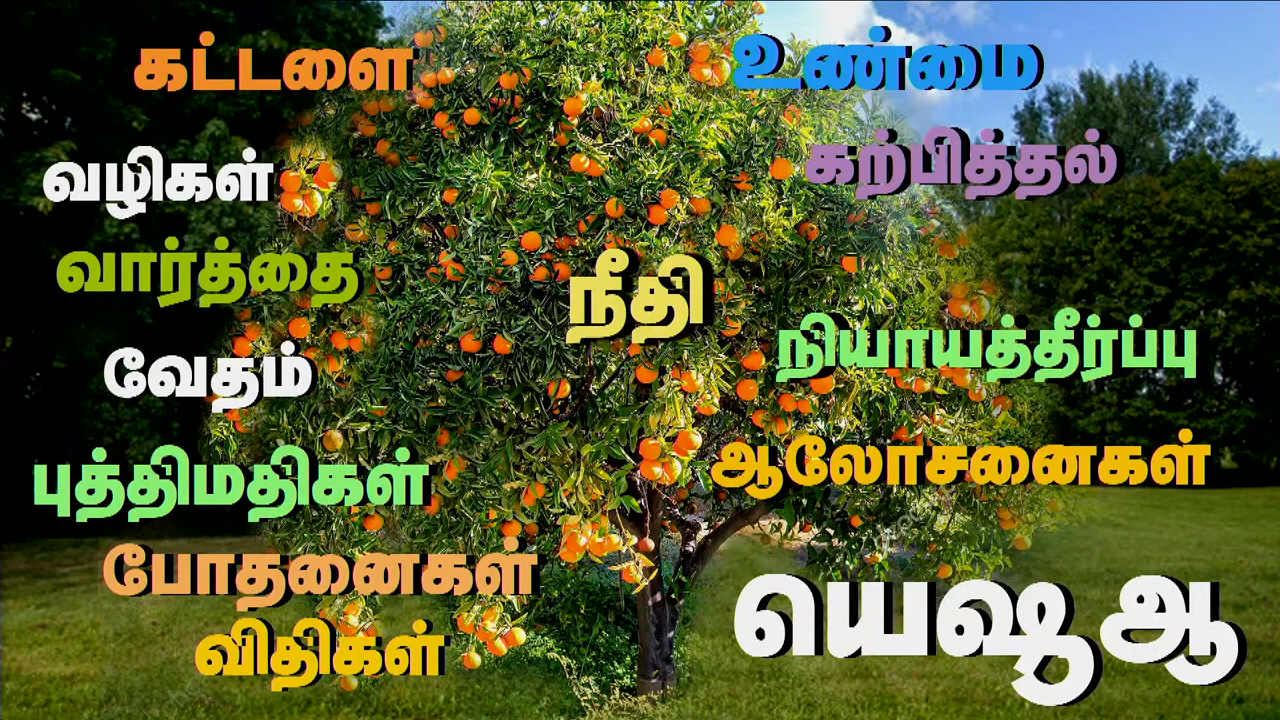 கட்டளை
உண்மை
வழிகள்
கற்பித்தல்
வார்த்தை
நீதி
நியாயத்தீர்ப்பு
வேதம்
ஆலோசனைகள்
புத்திமதிகள்
போதனைகள்
விதிகள்
யெஷூஆ